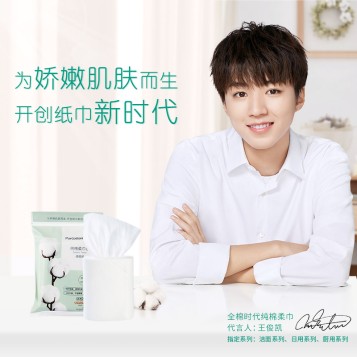 为娇嫩肌肤而生
开创纸巾新时代
全棉时代纯棉柔巾
代言人：王俊凯
指定系列：洁面系列、日用系列、厨用系列